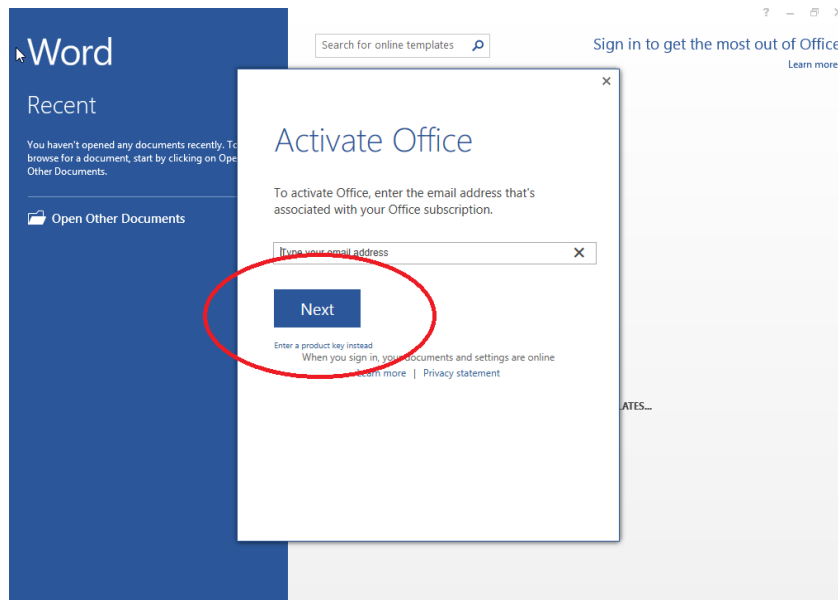 Word
Search for online templates
Sign in to get the most out of Office
Learn more
Recent
You haven't opened any documents recently. To
browse for a document, start by clicking on Ope
Other Documents.
Open Other Documents
Activate Office
To activate Office, enter the email address that's
associated with your Office subscription.
Type your email address
Next
Enter a product key instead
When you sign in, your documents and settings are online
Learn more | Privacy statement
LATES...